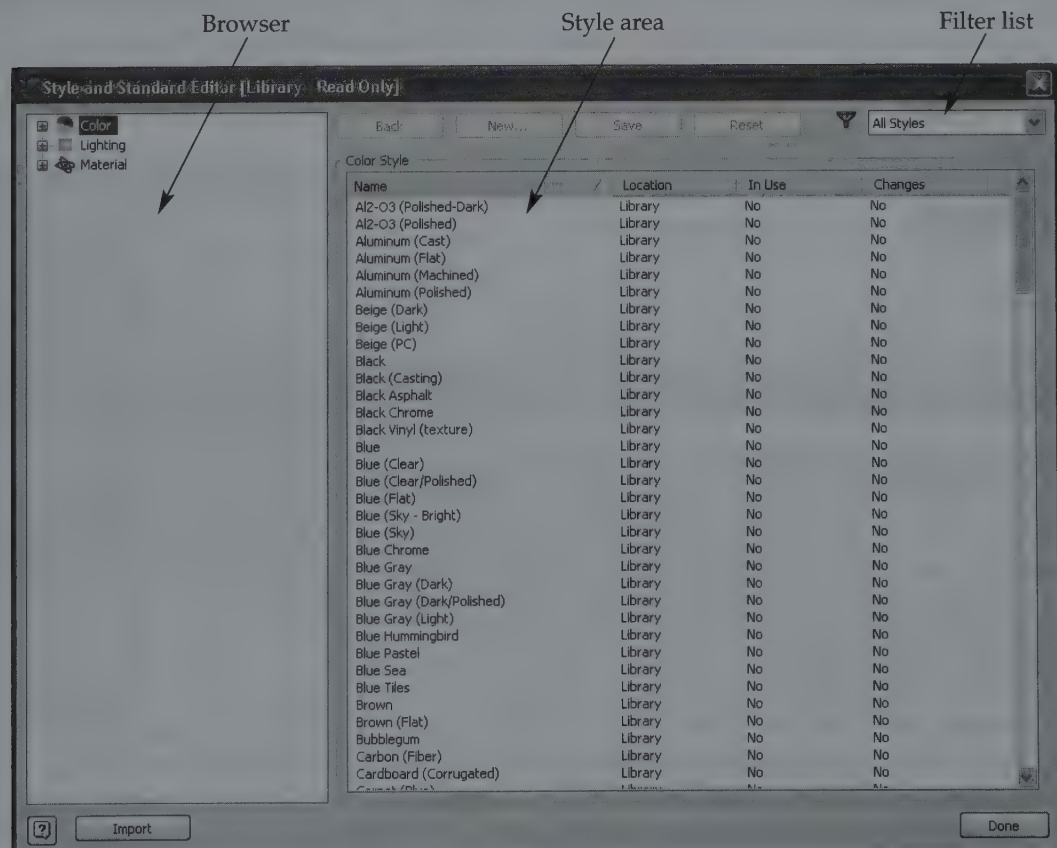 Browser Style area Filter list
Style and Standard Editor [Library - Read Only]
Color
Lighting
Material
Back New... Save Reset All Styles
Color Style
Name Location In Use Changes
Al2-O3 (Polished-Dark) Library No No
Al2-O3 (Polished) Library No No
Aluminum (Cast) Library No No
Aluminum (Flat) Library No No
Aluminum (Machined) Library No No
Aluminum (Polished) Library No No
Beige (Dark) Library No No
Beige (Light) Library No No
Beige (PC) Library No No
Black Library No No
Black (Casting) Library No No
Black Asphalt Library No No
Black Chrome Library No No
Black Vinyl (texture) Library No No
Blue Library No No
Blue (Clear) Library No No
Blue (Clear/Polished) Library No No
Blue (Flat) Library No No
Blue (Sky - Bright) Library No No
Blue (Sky) Library No No
Blue Chrome Library No No
Blue Gray Library No No
Blue Gray (Dark) Library No No
Blue Gray (Dark/Polished) Library No No
Blue Gray (Light) Library No No
Blue Hummingbird Library No No
Blue Pastel Library No No
Blue Sea Library No No
Blue Tiles Library No No
Brown Library No No
Brown (Flat) Library No No
Bubblegum Library No No
Carbon (Fiber) Library No No
Cardboard (Corrugated) Library No No
? Import Done